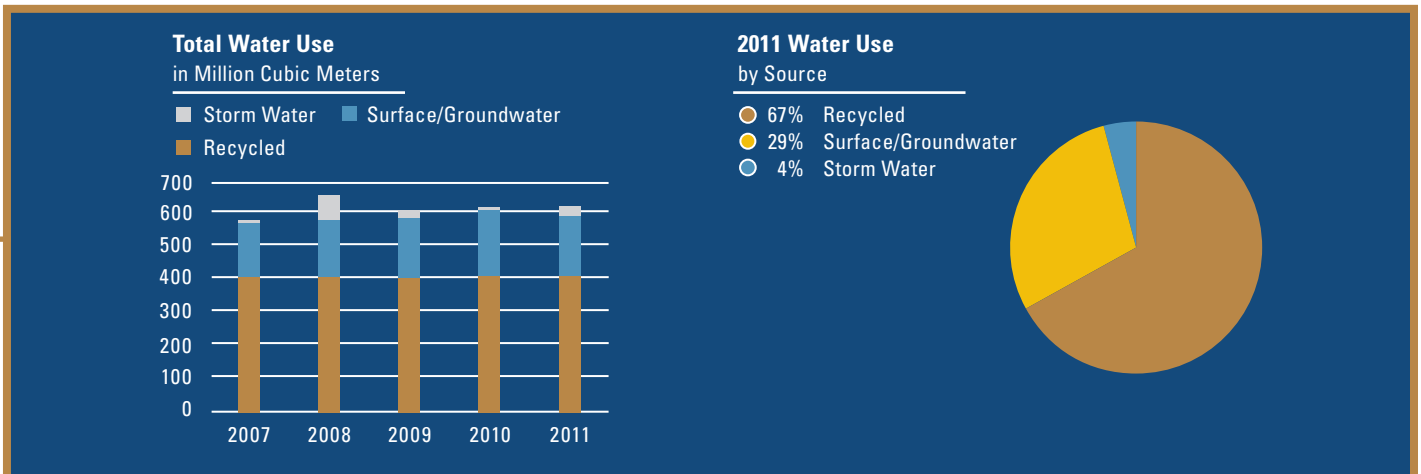 Total Water Use
in Million Cubic Meters
Storm Water Surface/Groundwater
Recycled
700
600
500
400
300
200
100
0
2007 2008 2009 2010 2011
2011 Water Use
by Source
67% Recycled
29% Surface/Groundwater
4% Storm Water